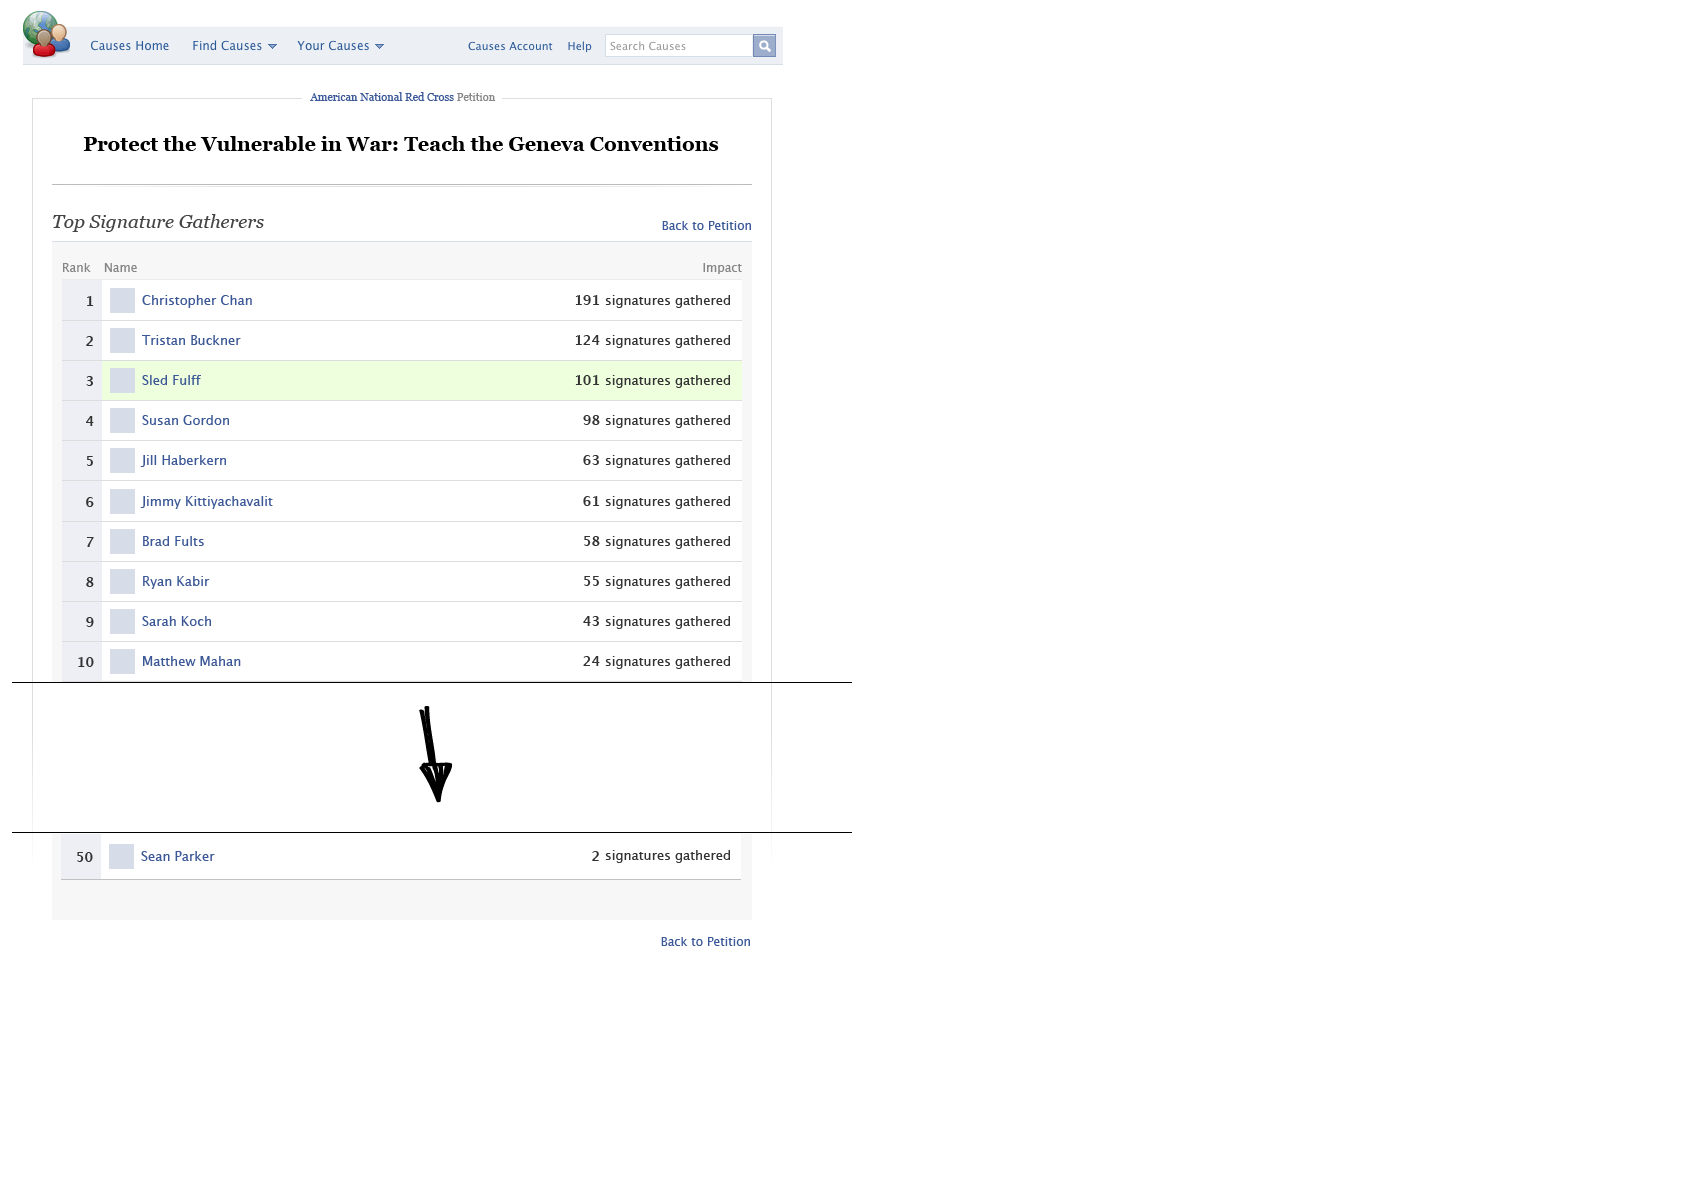 Causes Home Find Causes Your Causes Causes Account Help Search Causes
American National Red Cross Petition
Protect the Vulnerable in War: Teach the Geneva Conventions
Top Signature Gatherers Back to Petition
Rank Name Impact
1 Christopher Chan 191 signatures gathered
2 Tristan Buckner 124 signatures gathered
3 Sled Fulff 101 signatures gathered
4 Susan Gordon 98 signatures gathered
5 Jill Haberkern 63 signatures gathered
6 Jimmy Kittiyachavalit 61 signatures gathered
7 Brad Fults 58 signatures gathered
8 Ryan Kabir 55 signatures gathered
9 Sarah Koch 43 signatures gathered
10 Matthew Mahan 24 signatures gathered
50 Sean Parker 2 signatures gathered
Back to Petition